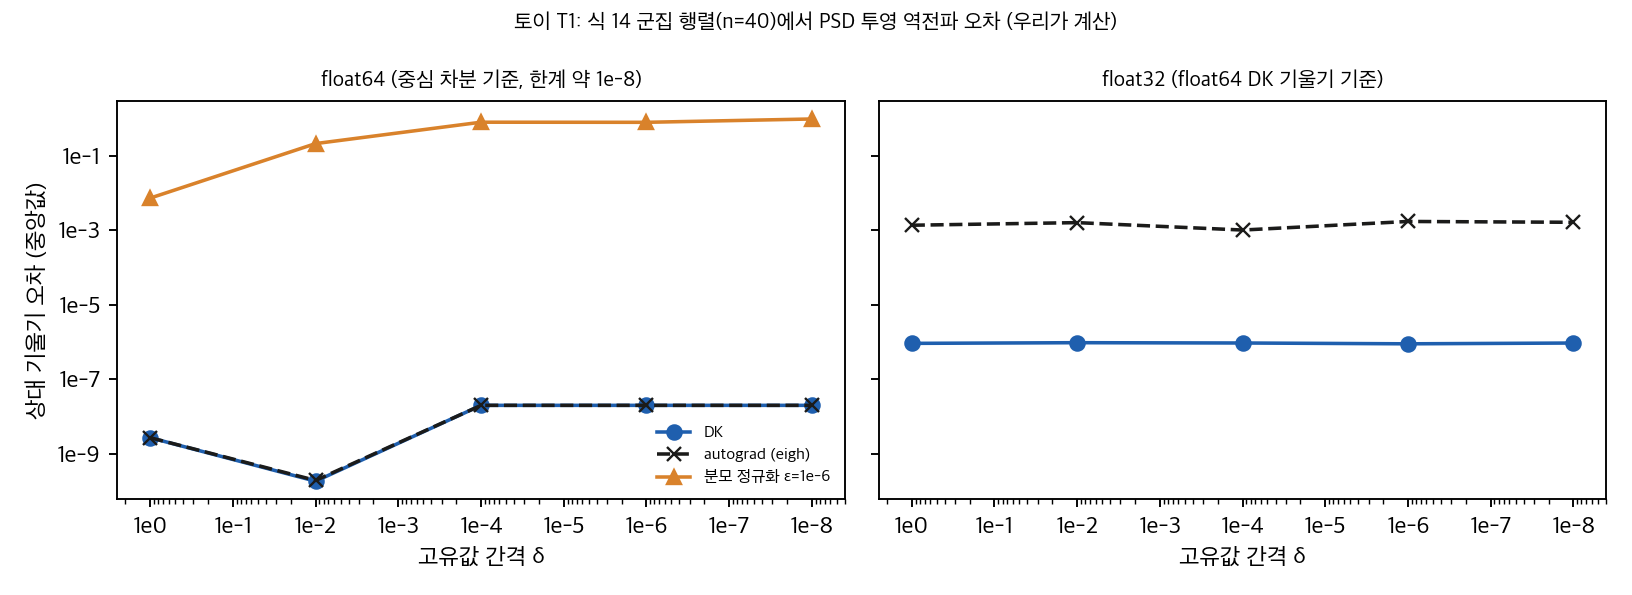 토이 T1: 식 14 군집 행렬(n=40)에서 PSD 투영 역전파 오차 (우리가 계산)
float64 (중심 차분 기준, 한계 약 1e-8)
float32 (float64 DK 기울기 기준)
상대 기울기 오차 (중앙값)
1e-1
1e-3
1e-5
1e-7
1e-9
DK
autograd (eigh)
분모 정규화 ε=1e-6
1e0 1e-1 1e-2 1e-3 1e-4 1e-5 1e-6 1e-7 1e-8
고유값 간격 δ
1e0 1e-1 1e-2 1e-3 1e-4 1e-5 1e-6 1e-7 1e-8
고유값 간격 δ